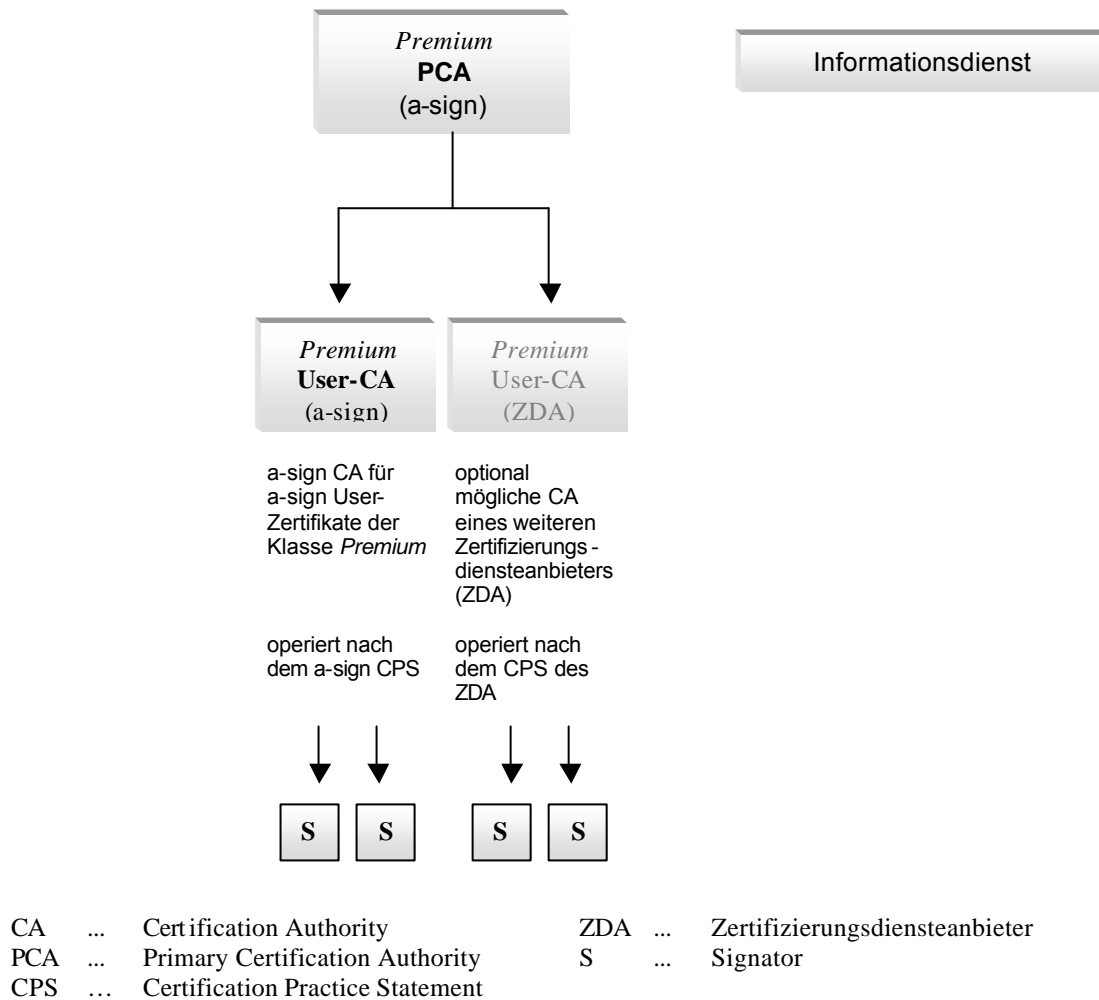 Premium
PCA
(a-sign)
Informationsdienst
Premium
User-CA
(a-sign)
Premium
User-CA
(ZDA)
a-sign CA für
a-sign User-
Zertifikate der
Klasse Premium
optional
mögliche CA
eines weiteren
Zertifizierungs-
diensteanbieters
(ZDA)
operiert nach
dem a-sign CPS
operiert nach
dem CPS des
ZDA
S S S S
CA ... Certification Authority ZDA ... Zertifizierungsdiensteanbieter
PCA ... Primary Certification Authority S ... Signator
CPS … Certification Practice Statement